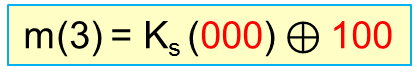 m(3) = Kₛ (000) ⊕ 100